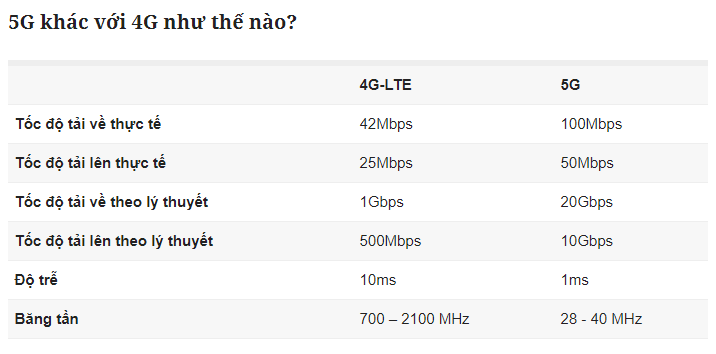 5G khác với 4G như thế nào?
4G-LTE 5G
Tốc độ tải về thực tế 42Mbps 100Mbps
Tốc độ tải lên thực tế 25Mbps 50Mbps
Tốc độ tải về theo lý thuyết 1Gbps 20Gbps
Tốc độ tải lên theo lý thuyết 500Mbps 10Gbps
Độ trễ 10ms 1ms
Băng tần 700 – 2100 MHz 28 - 40 MHz